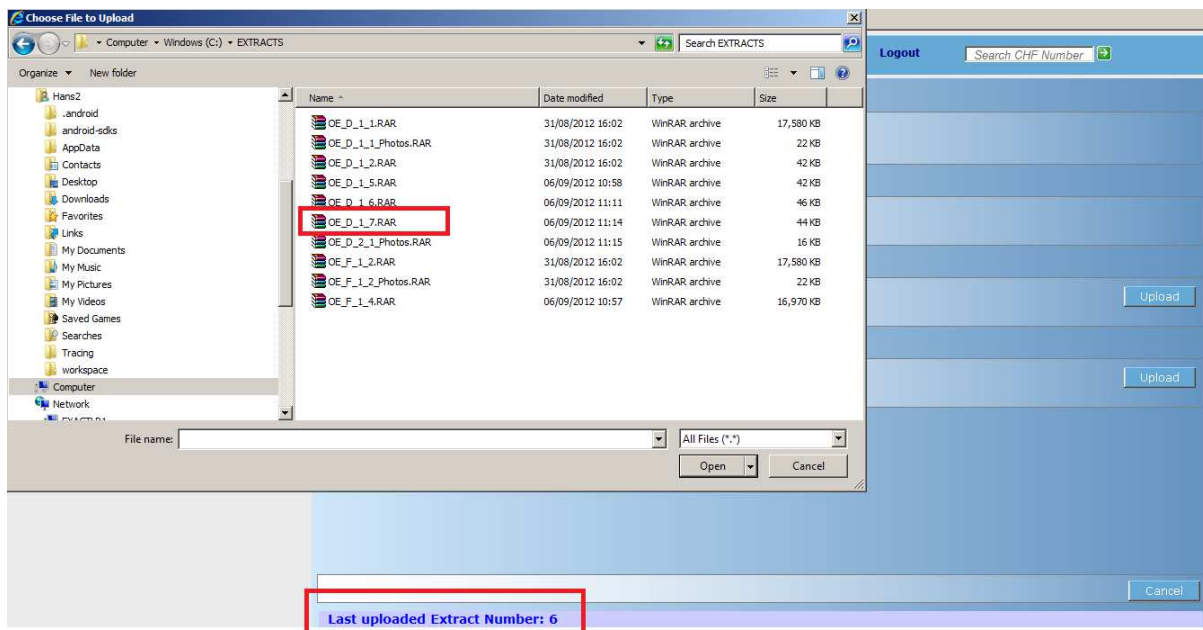 Choose File to Upload
Computer Windows (C:) EXTRACTS
Search EXTRACTS
Logout
Search CHF Number
Organize New folder
Hans2
.android
android-sdks
AppData
Contacts
Desktop
Downloads
Favorites
Links
My Documents
My Music
My Pictures
My Videos
Saved Games
Searches
Tracing
workspace
Computer
Network
Name Date modified Type Size
OE_D_1_1.RAR 31/08/2012 16:02 WinRAR archive 17,580 KB
OE_D_1_1_Photos.RAR 31/08/2012 16:02 WinRAR archive 22 KB
OE_D_1_2.RAR 31/08/2012 16:02 WinRAR archive 42 KB
OE_D_1_5.RAR 06/09/2012 10:58 WinRAR archive 42 KB
OE_D_1_6.RAR 06/09/2012 11:11 WinRAR archive 46 KB
OE_D_1_7.RAR 06/09/2012 11:14 WinRAR archive 44 KB
OE_D_2_1_Photos.RAR 06/09/2012 11:15 WinRAR archive 16 KB
OE_F_1_2.RAR 31/08/2012 16:02 WinRAR archive 17,580 KB
OE_F_1_2_Photos.RAR 31/08/2012 16:02 WinRAR archive 22 KB
OE_F_1_4.RAR 06/09/2012 10:57 WinRAR archive 16,970 KB
Upload
Upload
File name: All Files (*.*)
Open Cancel
Cancel
Last uploaded Extract Number: 6